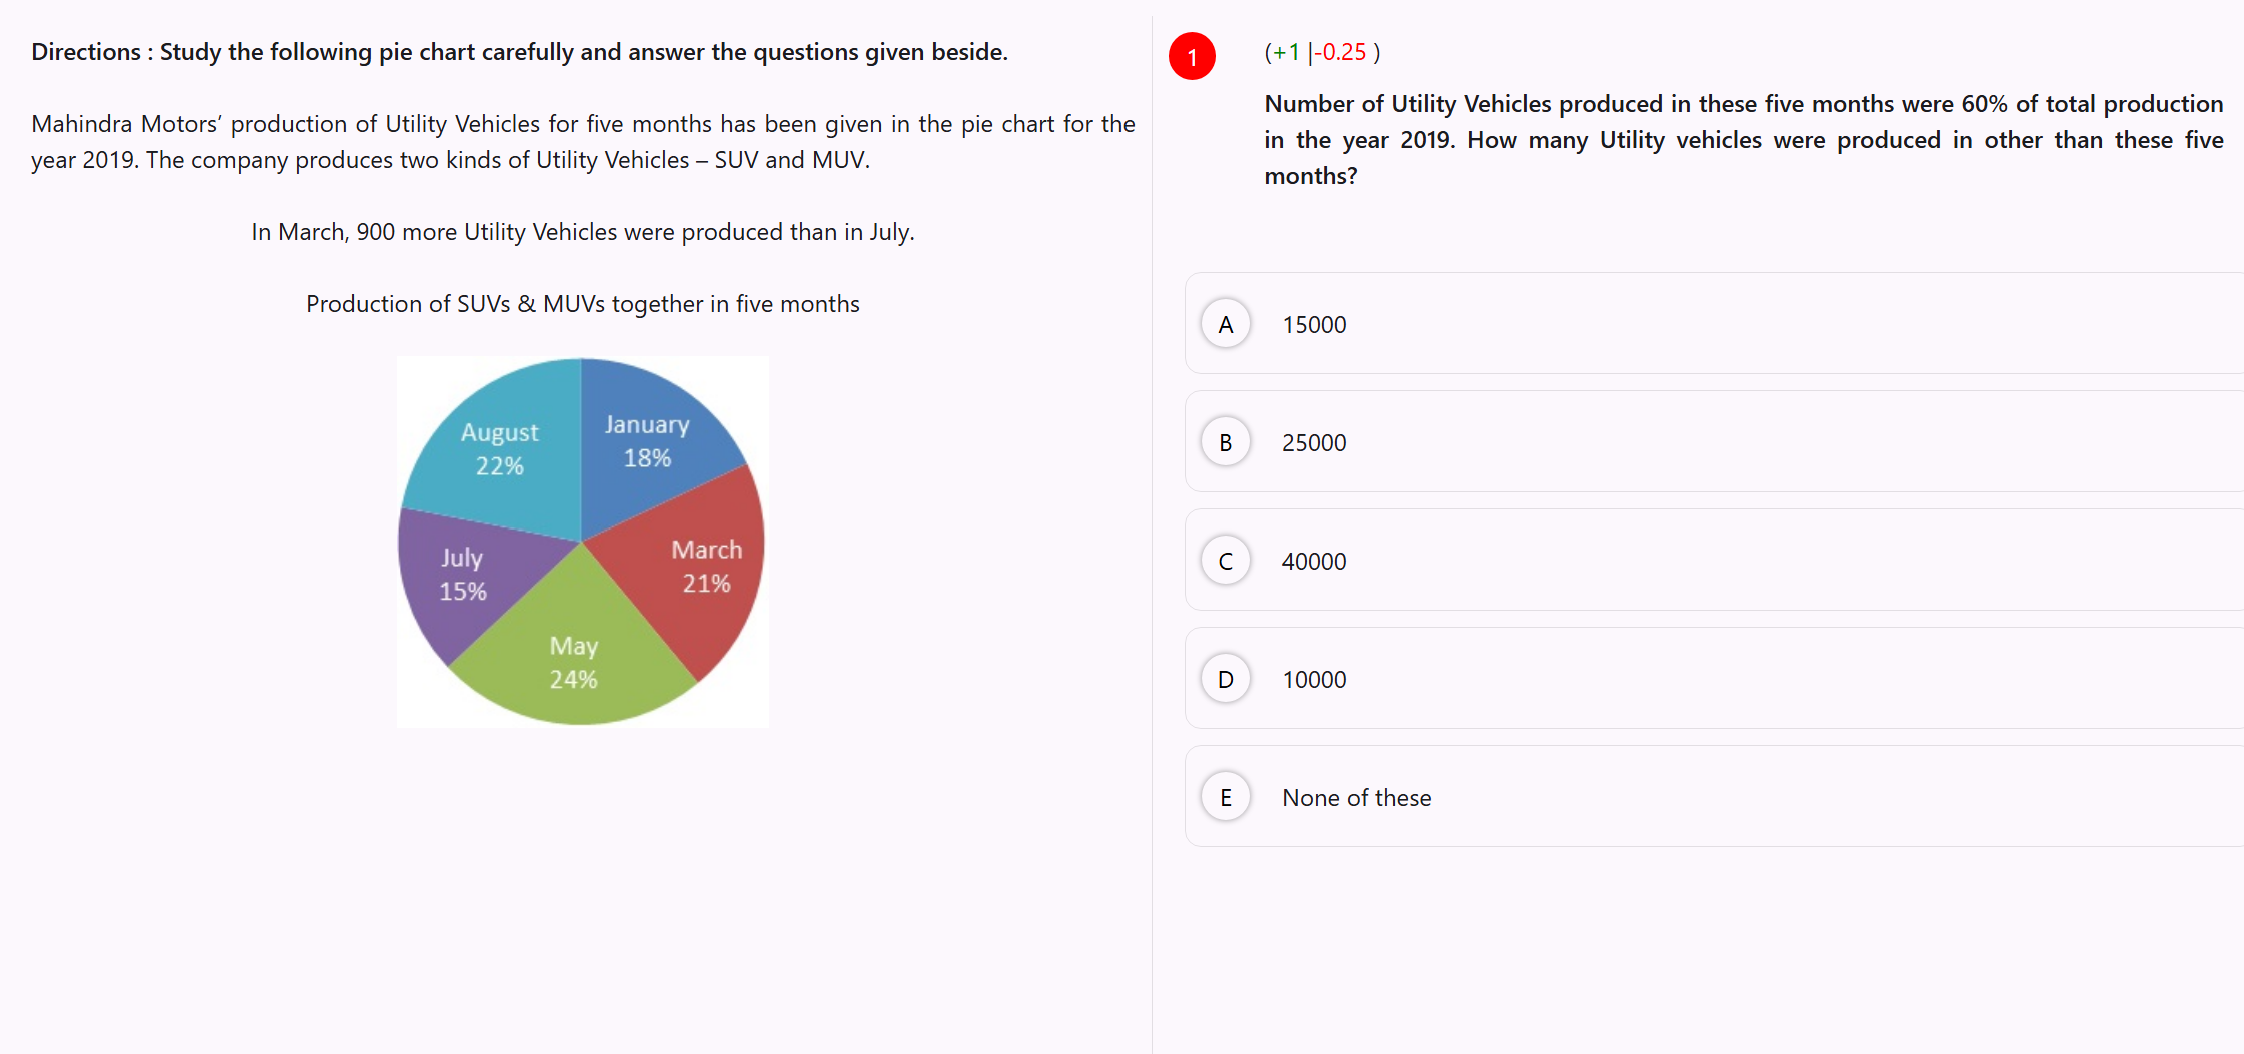 Directions : Study the following pie chart carefully and answer the questions given beside.
Mahindra Motors’ production of Utility Vehicles for five months has been given in the pie chart for the
year 2019. The company produces two kinds of Utility Vehicles – SUV and MUV.
In March, 900 more Utility Vehicles were produced than in July.
Production of SUVs & MUVs together in five months
August
22%
January
18%
March
21%
July
15%
May
24%
1
(+1 |-0.25 )
Number of Utility Vehicles produced in these five months were 60% of total production
in the year 2019. How many Utility vehicles were produced in other than these five
months?
A 15000
B 25000
C 40000
D 10000
E None of these